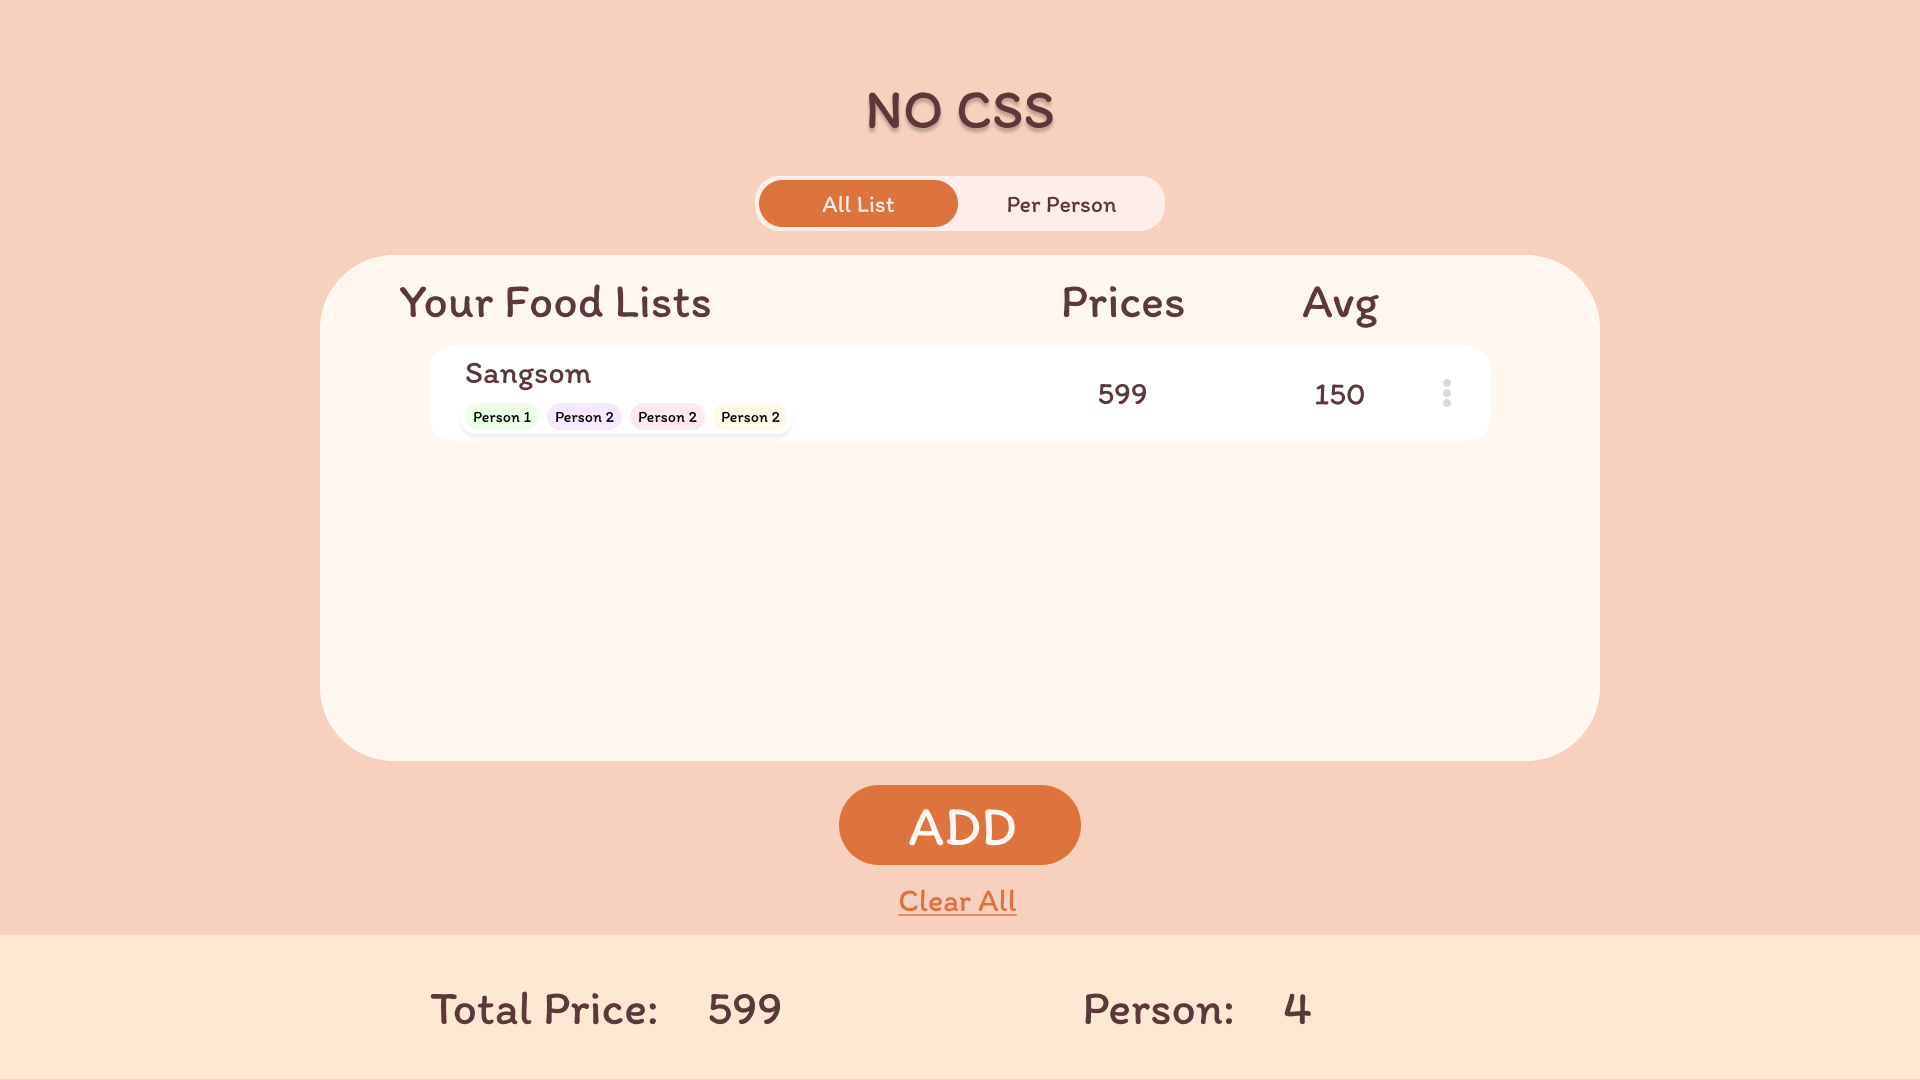 NO CSS
All List Per Person
Your Food Lists Prices Avg
Sangsom
599 150
Person 1 Person 2 Person 2 Person 2
ADD
Clear All
Total Price: 599 Person: 4